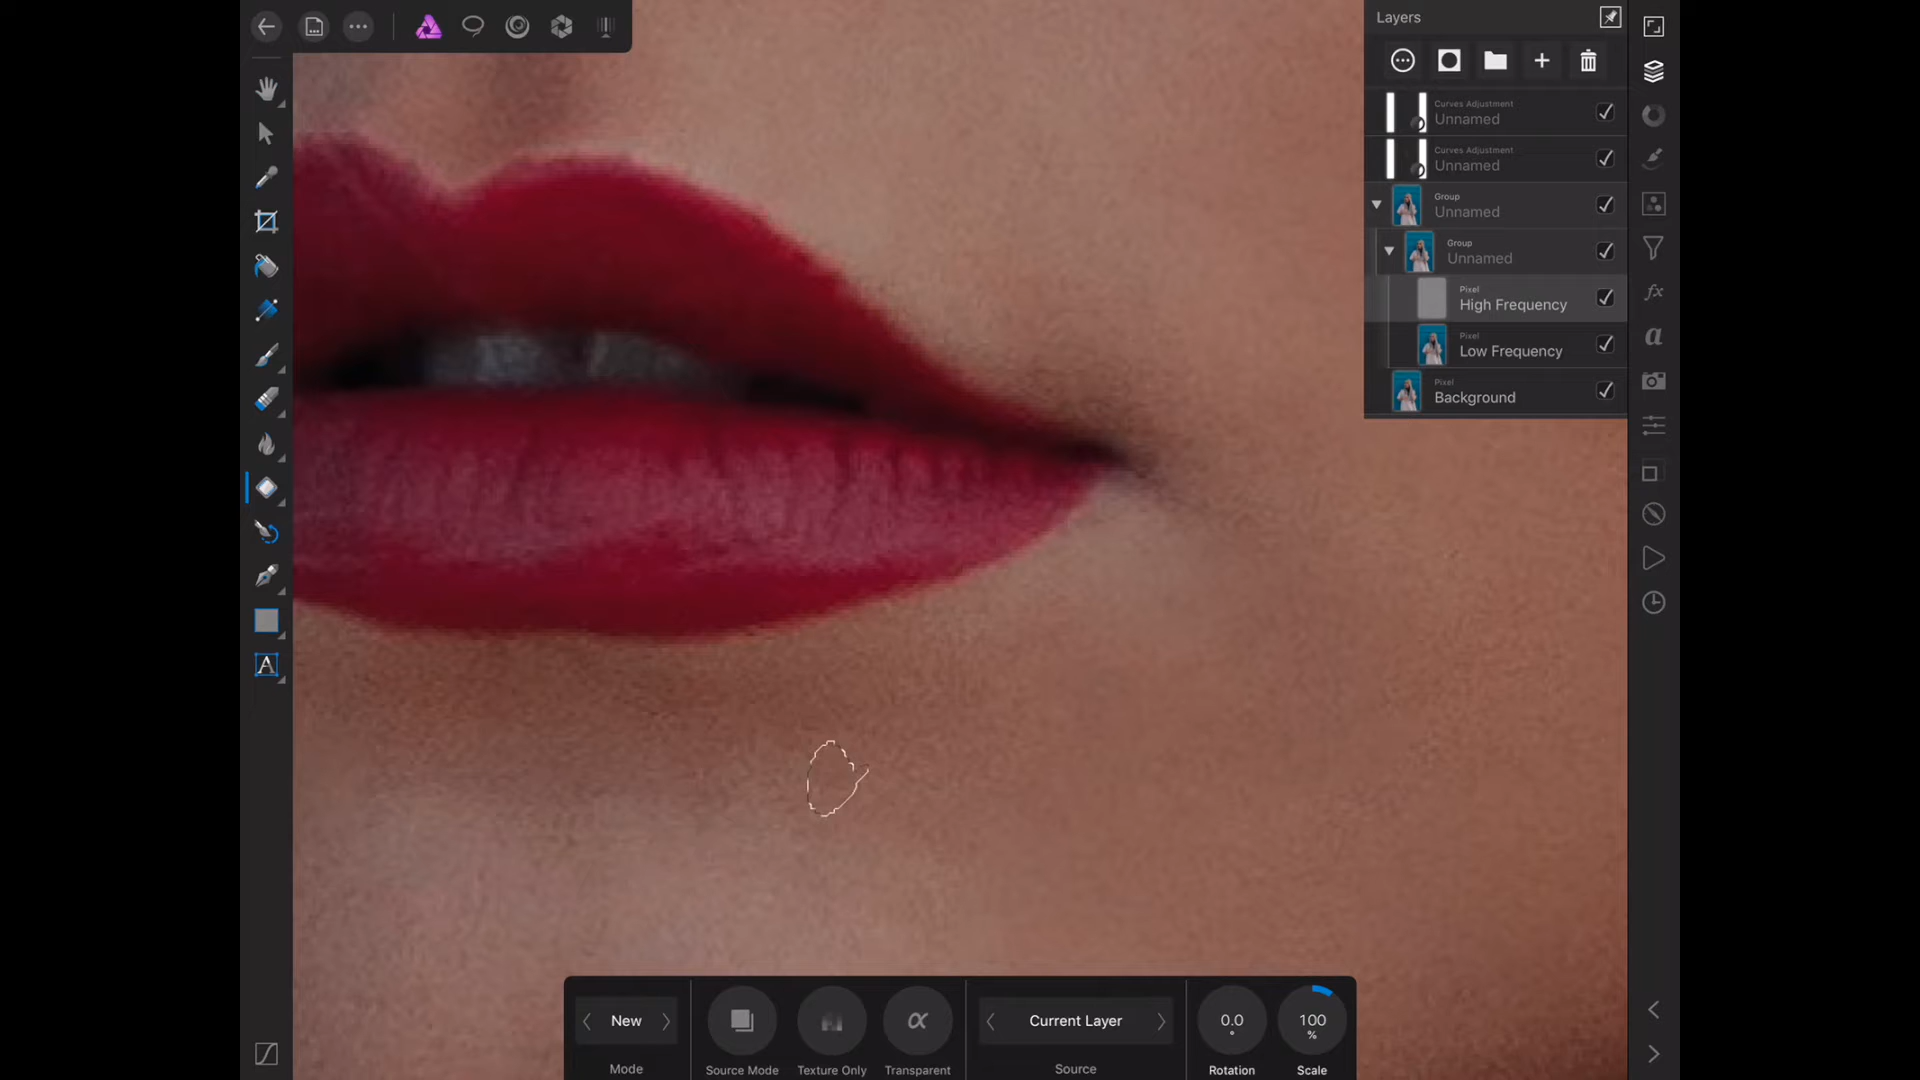 Layers
Curves Adjustment
Unnamed
Curves Adjustment
Unnamed
Group
Unnamed
Group
Unnamed
Pixel
High Frequency
Pixel
Low Frequency
Pixel
Background
A
a
fx
New
Mode
Source Mode
Texture Only
α
Transparent
Current Layer
Source
0.0
°
Rotation
100
%
Scale